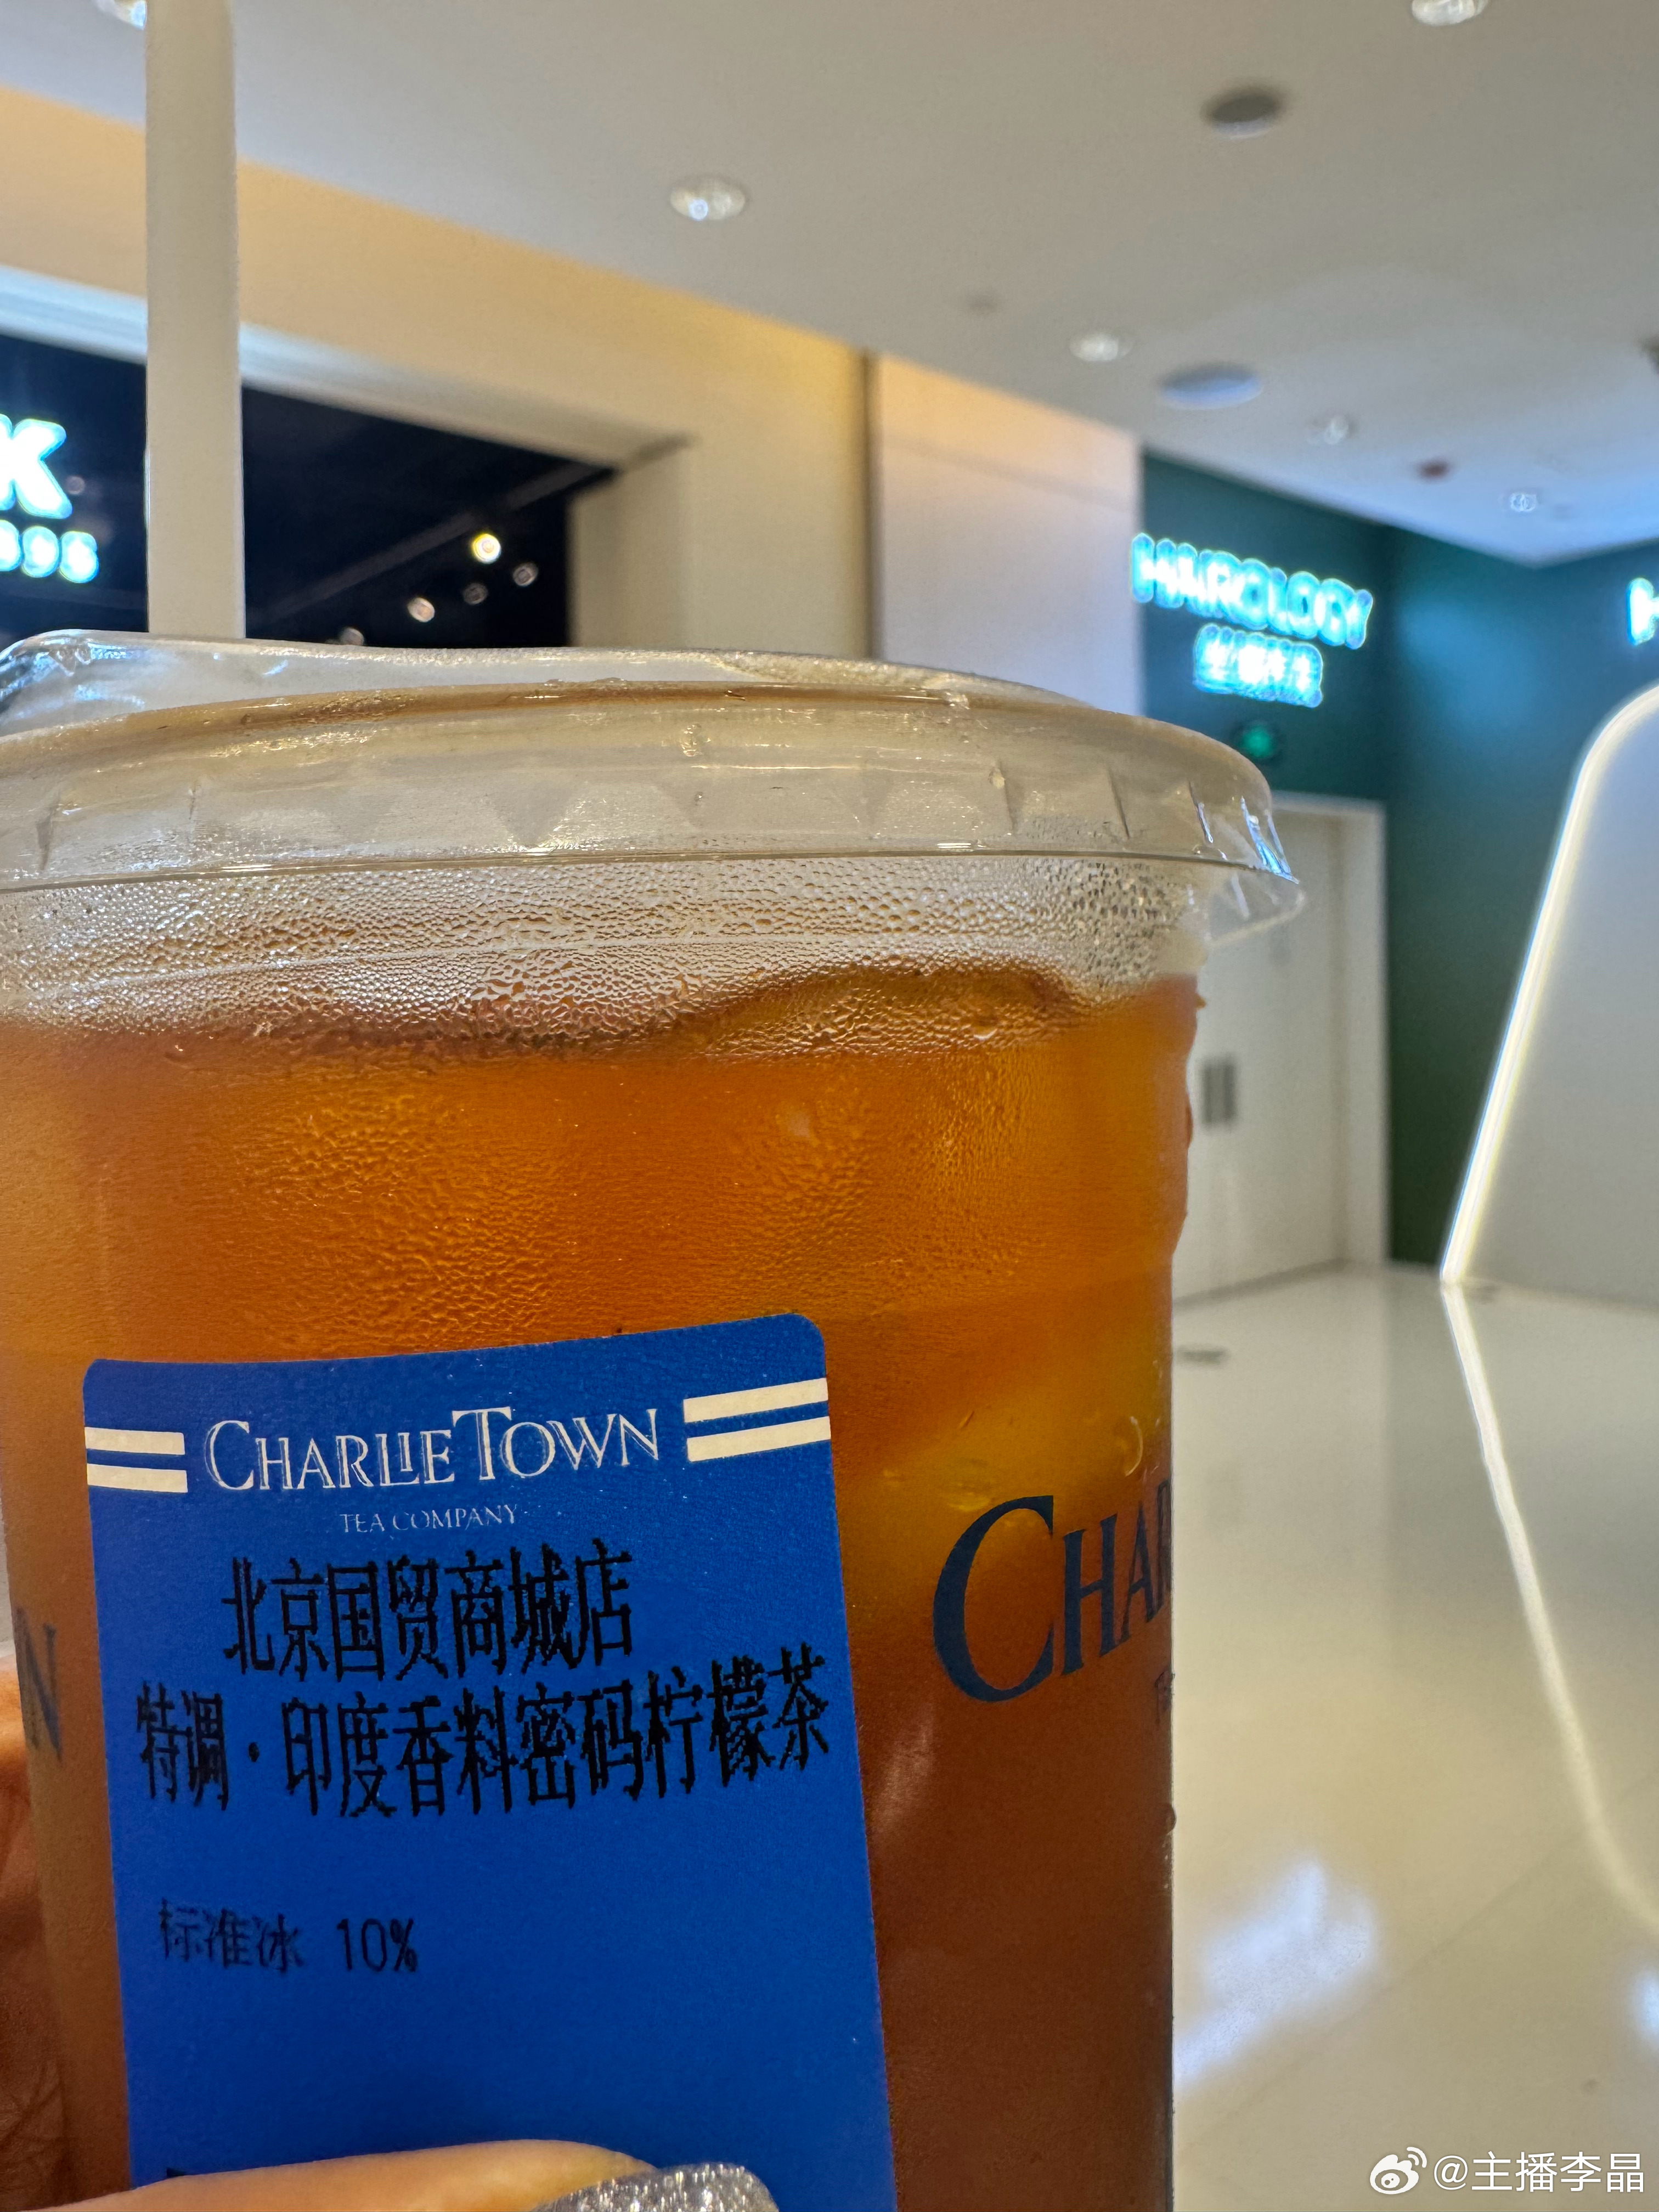 K
HAROLOGY
CHARLIE TOWN
TEA COMPANY
北京国贸商城店
特调·印度香料密码柠檬茶
标准冰 10%
CHAR
N
@主播李晶